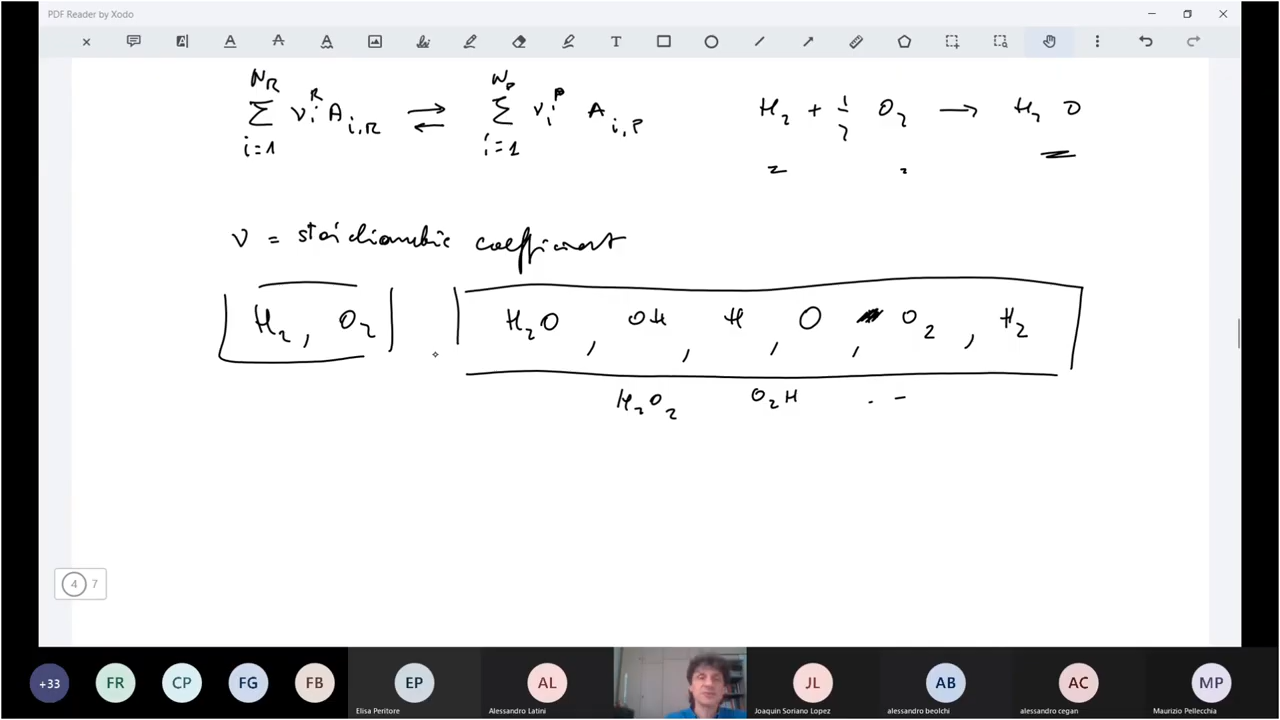 PDF Reader by Xodo
N_R N_P
∑ ν_i^R A_{i,R} ⇌ ∑ ν_i^P A_{i,P} H₂ + 1/2 O₂ → H₂O
i=1 i=1
ν = stoichiometric coefficient
H₂, O₂ H₂O, OH, H, O, O₂, H₂
H₂O₂ O₂H . -
4 7
+33 FR CP FG FB EP AL JL AB AC MP
Elisa Peritore Alessandro Latini Joaquin Soriano Lopez alessandro beolchi alessandro cegan Maurizio Pellecchia